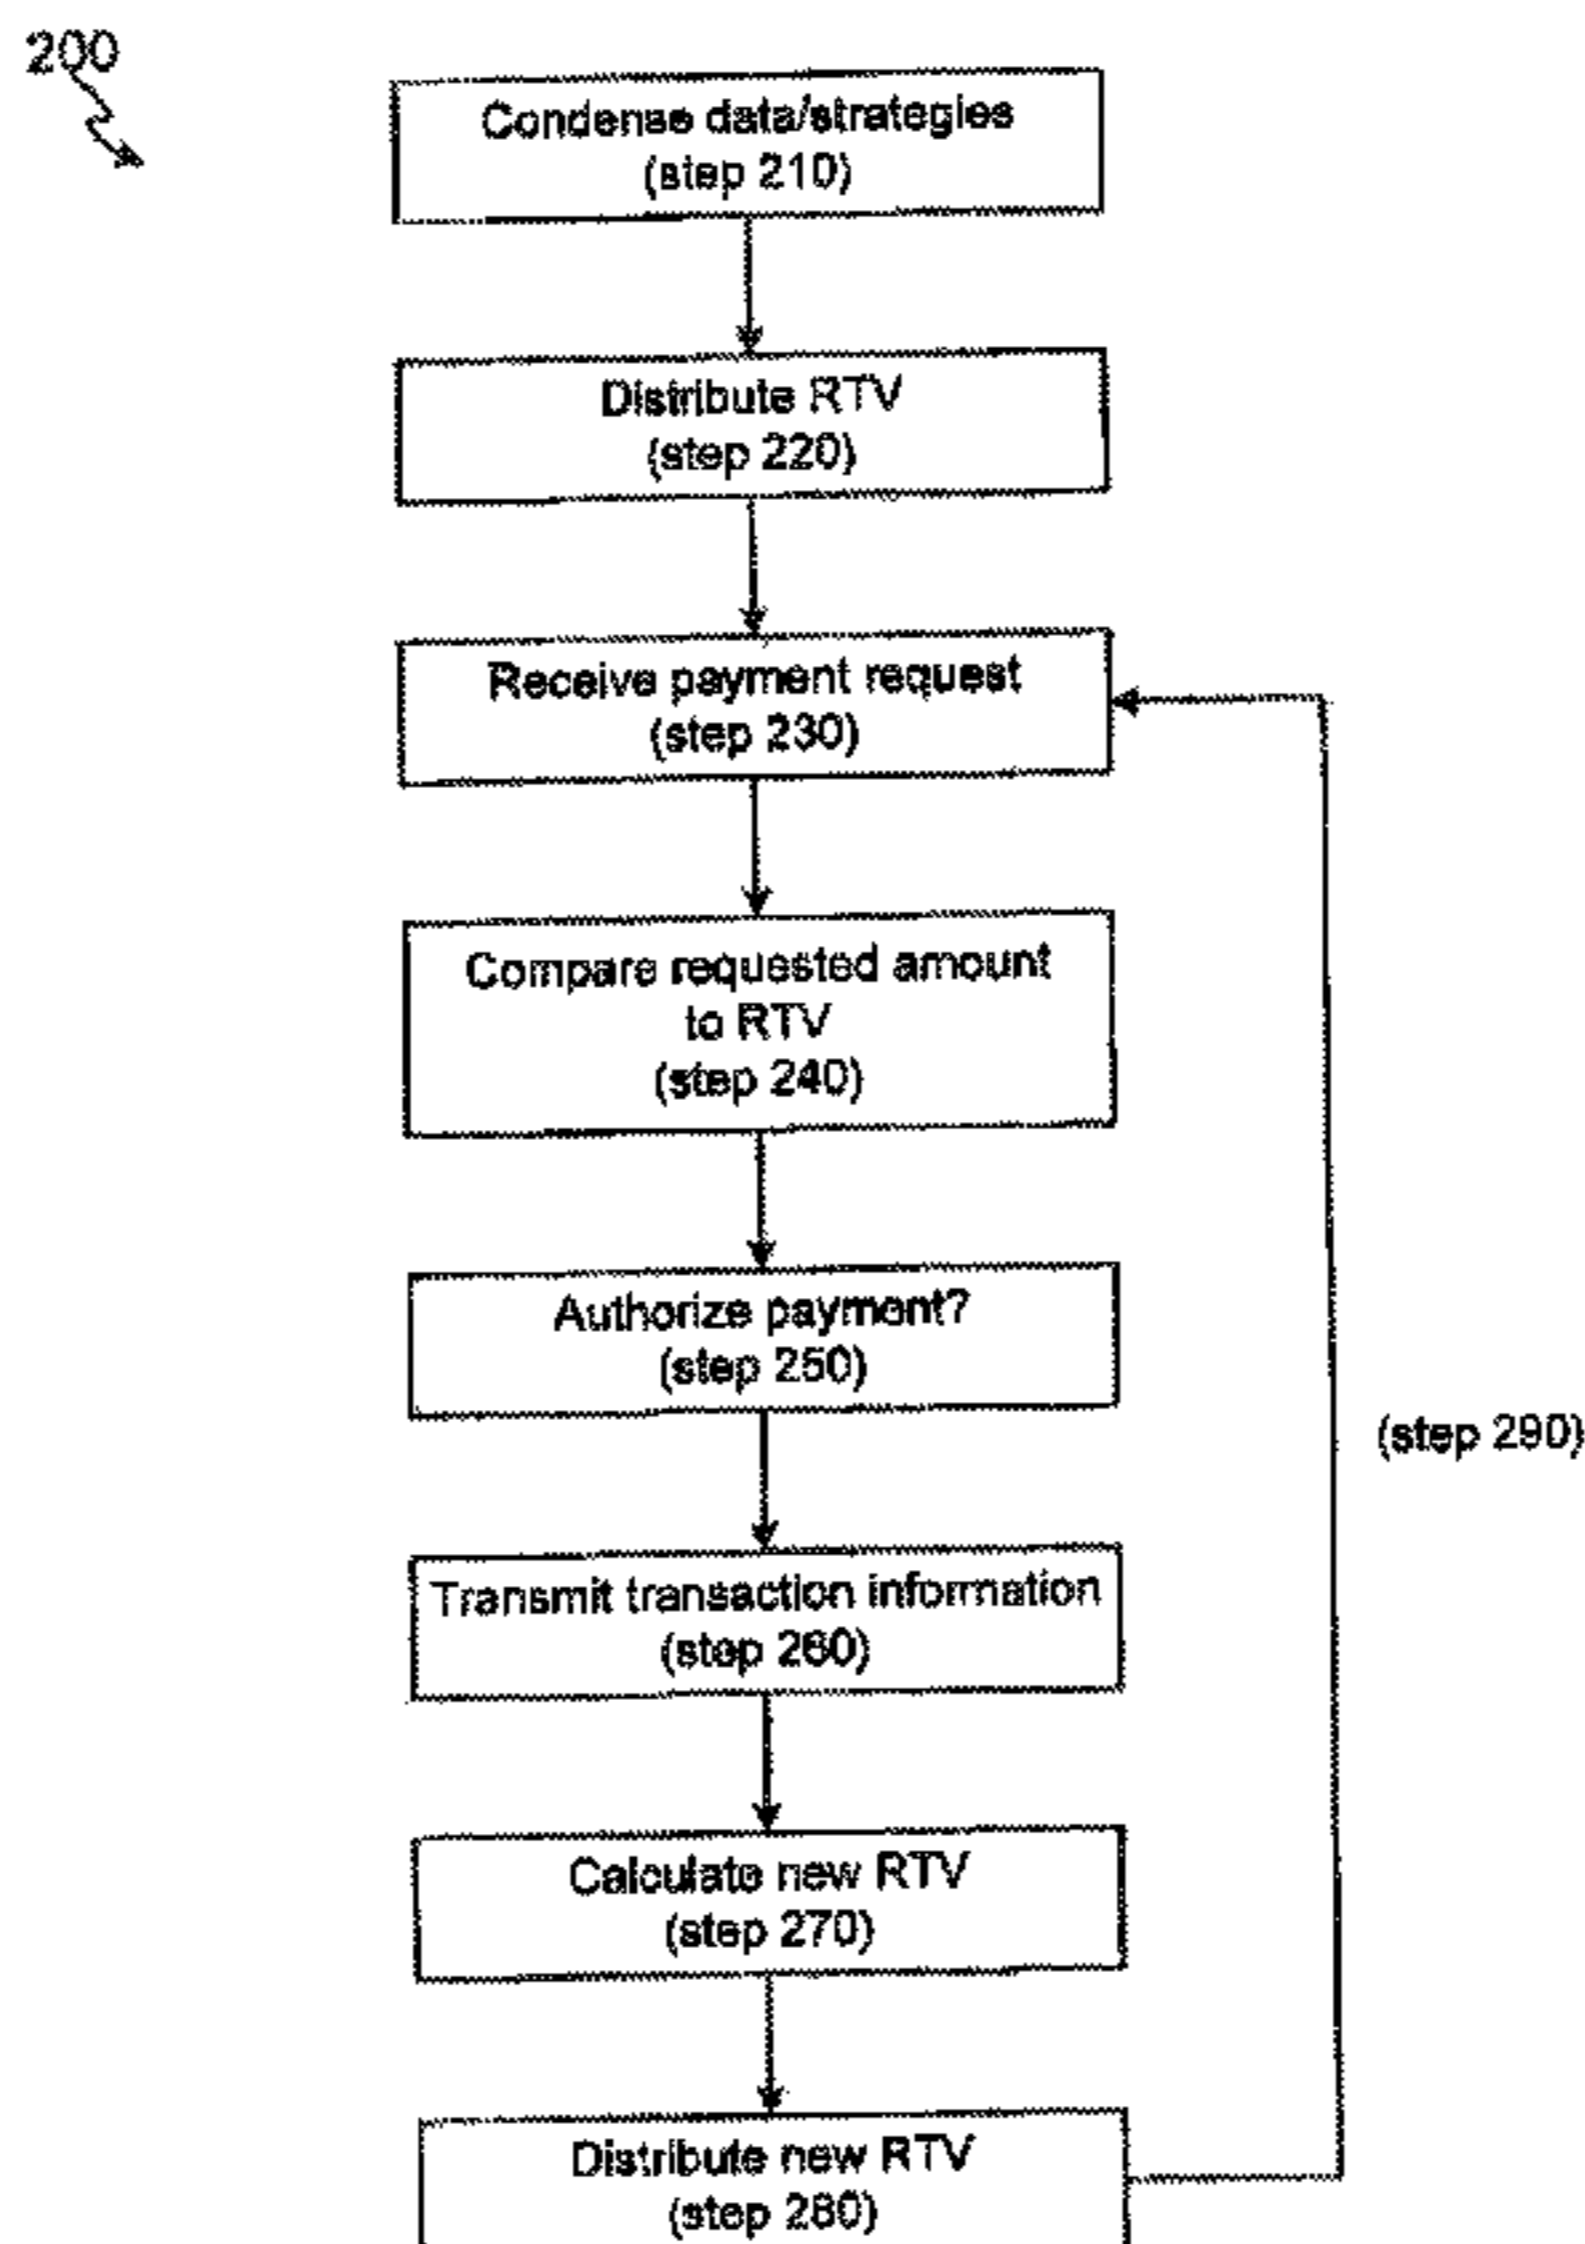 200
Condense data/strategies
(step 210)
Distribute RTV
(step 220)
Receive payment request
(step 230)
Compare requested amount
to RTV
(step 240)
Authorize payment?
(step 250)
(step 290)
Transmit transaction information
(step 260)
Calculate new RTV
(step 270)
Distribute new RTV
(step 280)